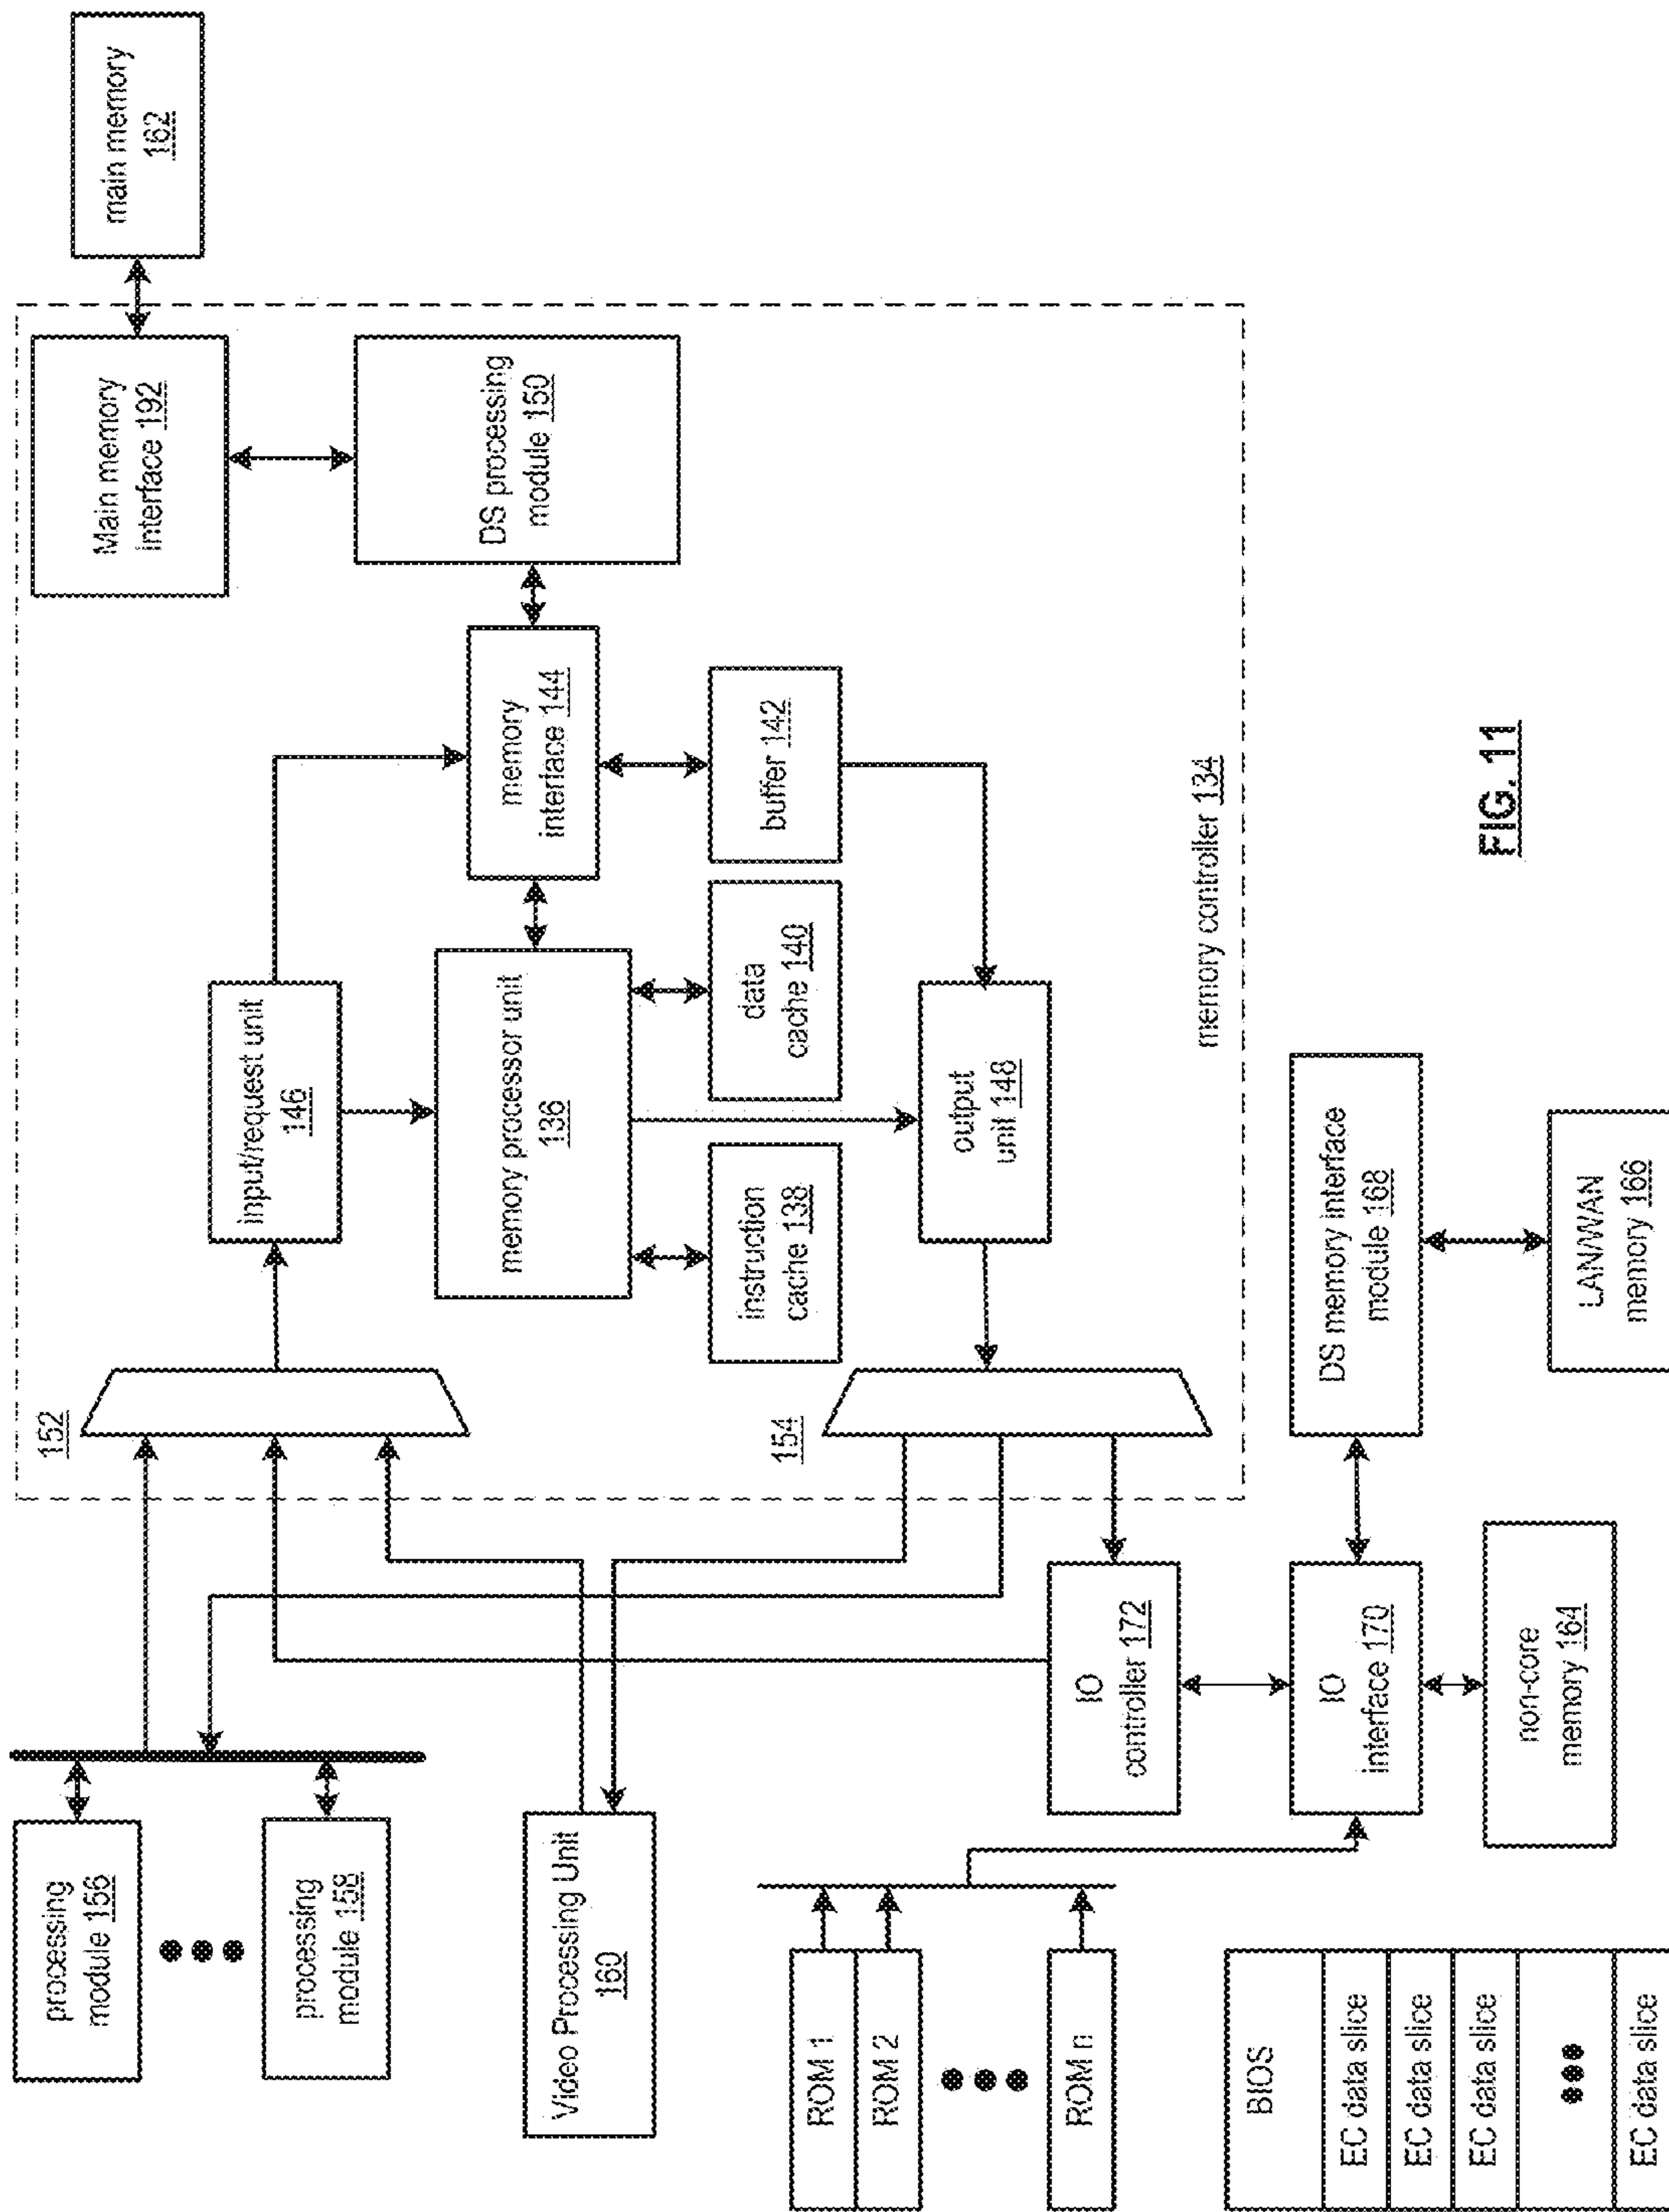 processing
module 156
processing
module 158
Video Processing Unit
160
ROM 1
ROM 2
ROM n
BIOS
EC data slice
EC data slice
EC data slice
EC data slice
152
154
IO
controller 172
IO
interface 170
non-core
memory 164
input/request unit
146
memory processor unit
136
instruction
cache 138
data
cache 140
output
unit 148
memory
interface 144
buffer 142
Main memory
interface 192
DS processing
module 150
main memory
162
memory controller 134
DS memory interface
module 168
LAN/WAN
memory 166
FIG. 11